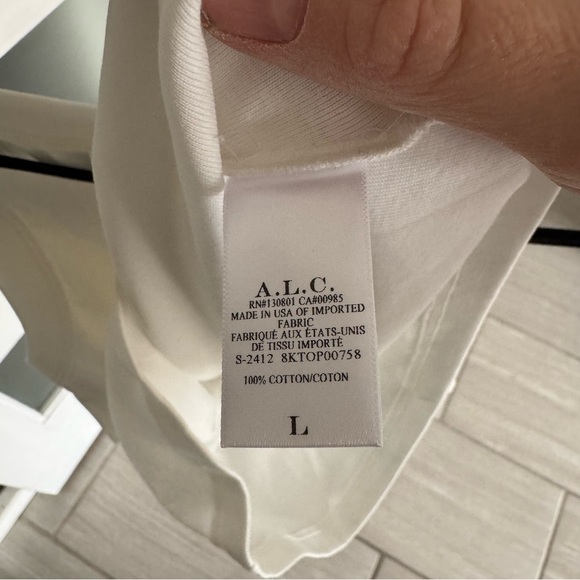 A.L.C.
RN#130801 CA#00985
MADE IN USA OF IMPORTED
FABRIC
FABRIQUÉ AUX ÉTATS-UNIS
DE TISSU IMPORTÉ
S-2412 8KTOP00758
100% COTTON/COTON
L